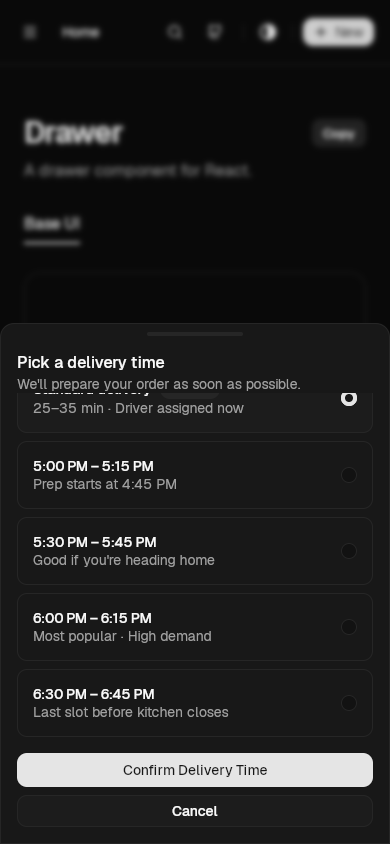 Home
New
Drawer
Copy
A drawer component for React.
Base UI
Pick a delivery time
We'll prepare your order as soon as possible.
Standard delivery
25–35 min · Driver assigned now
5:00 PM – 5:15 PM
Prep starts at 4:45 PM
5:30 PM – 5:45 PM
Good if you're heading home
6:00 PM – 6:15 PM
Most popular · High demand
6:30 PM – 6:45 PM
Last slot before kitchen closes
Confirm Delivery Time
Cancel